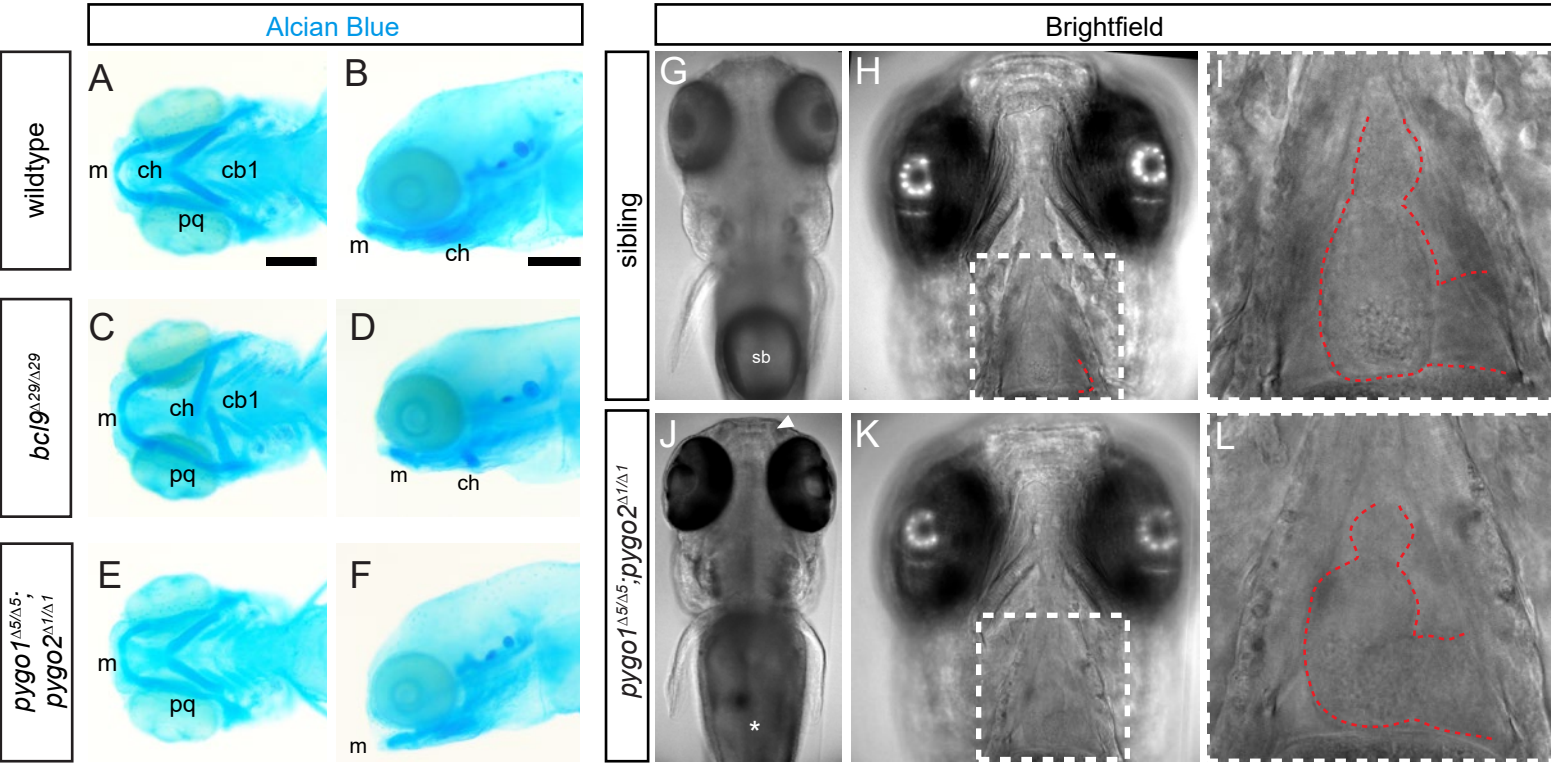 Alcian Blue
Brightfield
wildtype
A
m
ch
cb1
pq
B
m
ch
bcl9Δ29/Δ29
C
m
ch
cb1
pq
D
m
ch
pygo1Δ5/Δ5;
pygo2Δ1/Δ1
E
m
pq
F
m
sibling
G
sb
H
I
pygo1Δ5/Δ5;pygo2Δ1/Δ1
J
*
K
L